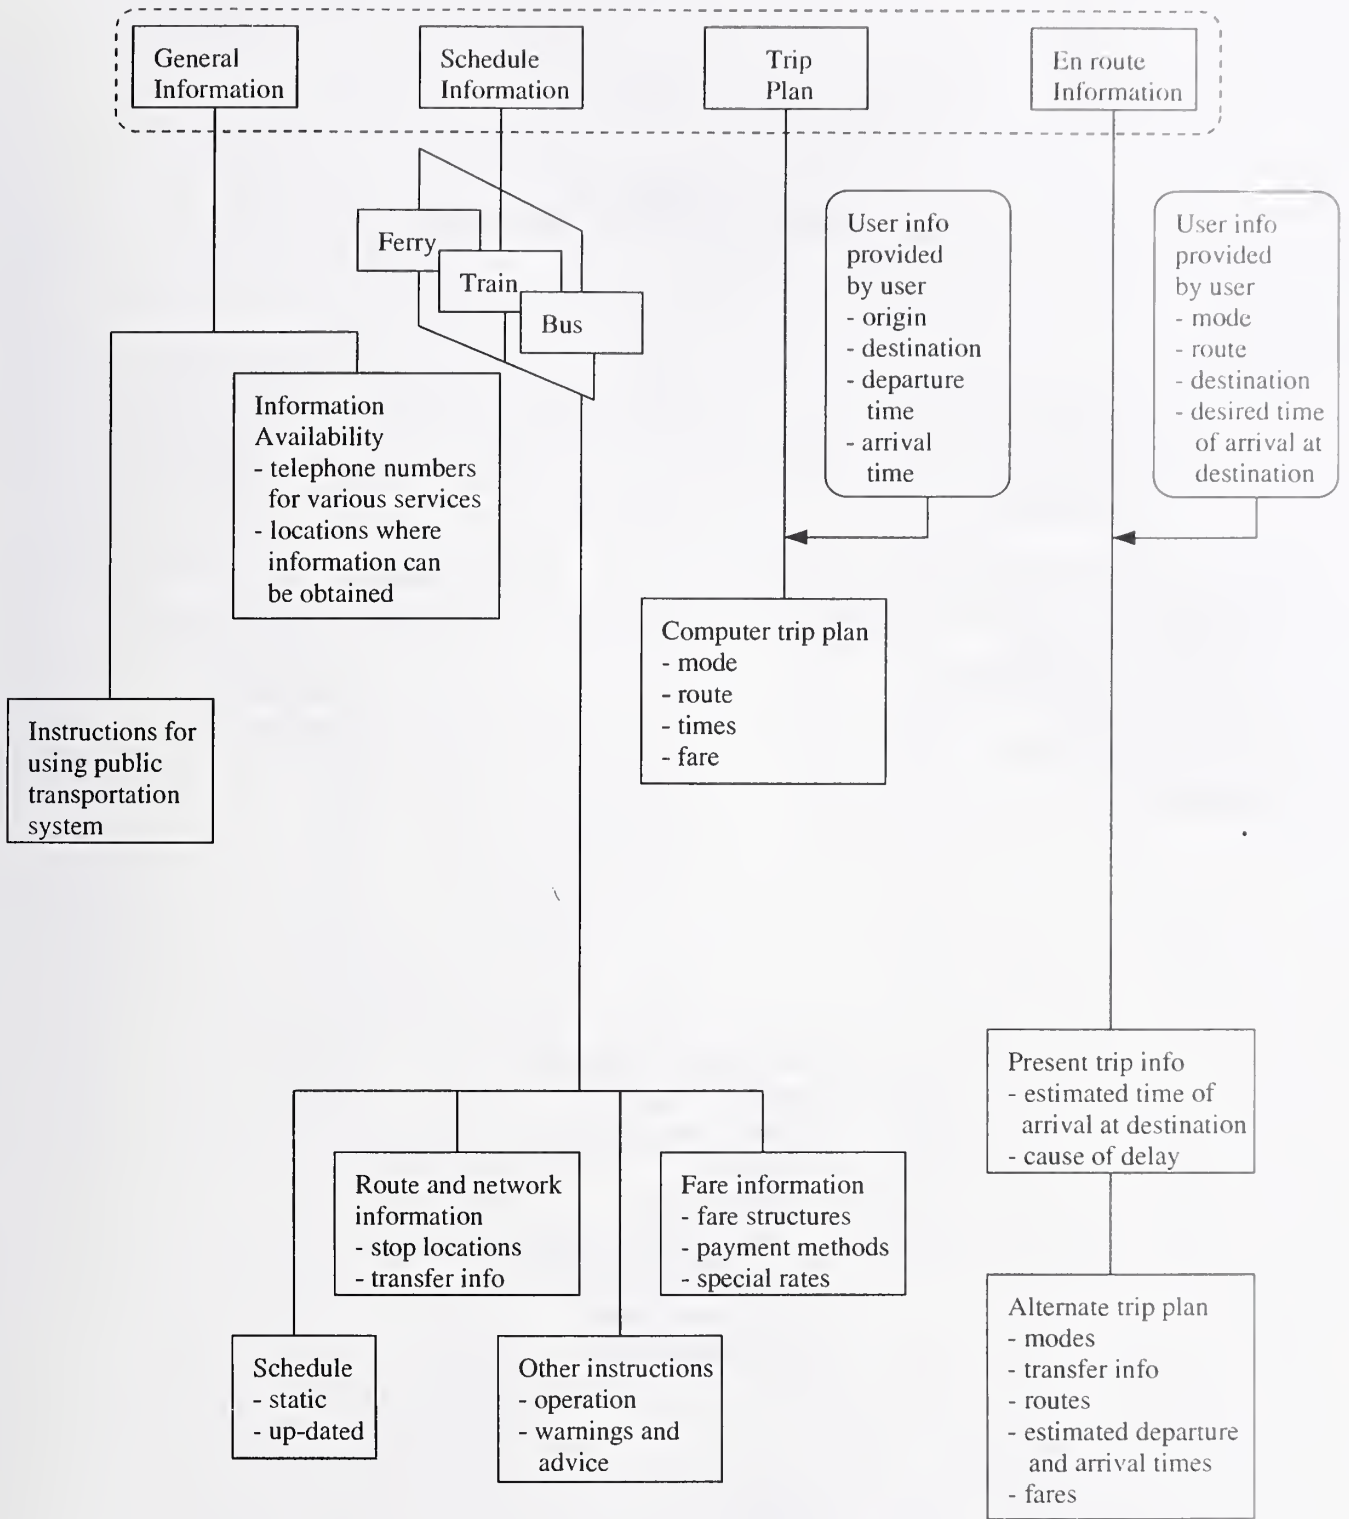 General
Information
Schedule
Information
Trip
Plan
En route
Information
Ferry
Train
Bus
User info
provided
by user
- origin
- destination
- departure
time
- arrival
time
User info
provided
by user
- mode
- route
- destination
- desired time
of arrival at
destination
Information
Availability
- telephone numbers
for various services
- locations where
information can
be obtained
Computer trip plan
- mode
- route
- times
- fare
Instructions for
using public
transportation
system
Present trip info
- estimated time of
arrival at destination
- cause of delay
Route and network
information
- stop locations
- transfer info
Fare information
- fare structures
- payment methods
- special rates
Schedule
- static
- up-dated
Other instructions
- operation
- warnings and
advice
Alternate trip plan
- modes
- transfer info
- routes
- estimated departure
and arrival times
- fares